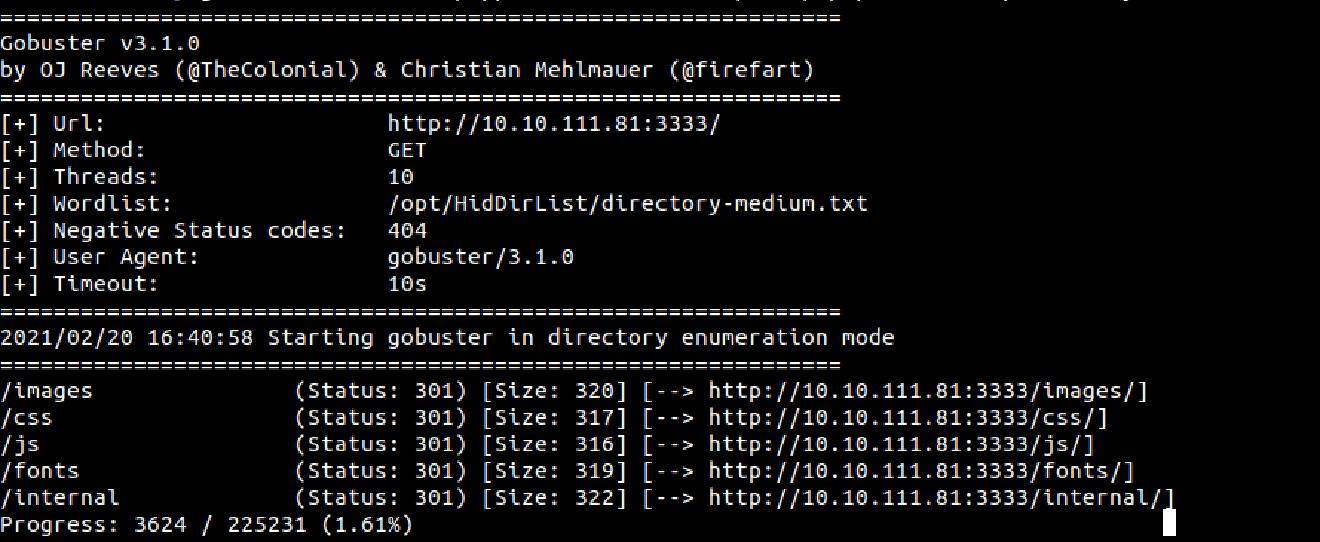 ===============================================================
Gobuster v3.1.0
by OJ Reeves (@TheColonial) & Christian Mehlmauer (@firefart)
===============================================================
[+] Url:                     http://10.10.111.81:3333/
[+] Method:                  GET
[+] Threads:                 10
[+] Wordlist:                /opt/HidDirList/directory-medium.txt
[+] Negative Status codes:   404
[+] User Agent:              gobuster/3.1.0
[+] Timeout:                 10s
===============================================================
2021/02/20 16:40:58 Starting gobuster in directory enumeration mode
===============================================================
/images               (Status: 301) [Size: 320] [--> http://10.10.111.81:3333/images/]
/css                  (Status: 301) [Size: 317] [--> http://10.10.111.81:3333/css/]
/js                   (Status: 301) [Size: 316] [--> http://10.10.111.81:3333/js/]
/fonts                (Status: 301) [Size: 319] [--> http://10.10.111.81:3333/fonts/]
/internal             (Status: 301) [Size: 322] [--> http://10.10.111.81:3333/internal/]
Progress: 3624 / 225231 (1.61%)